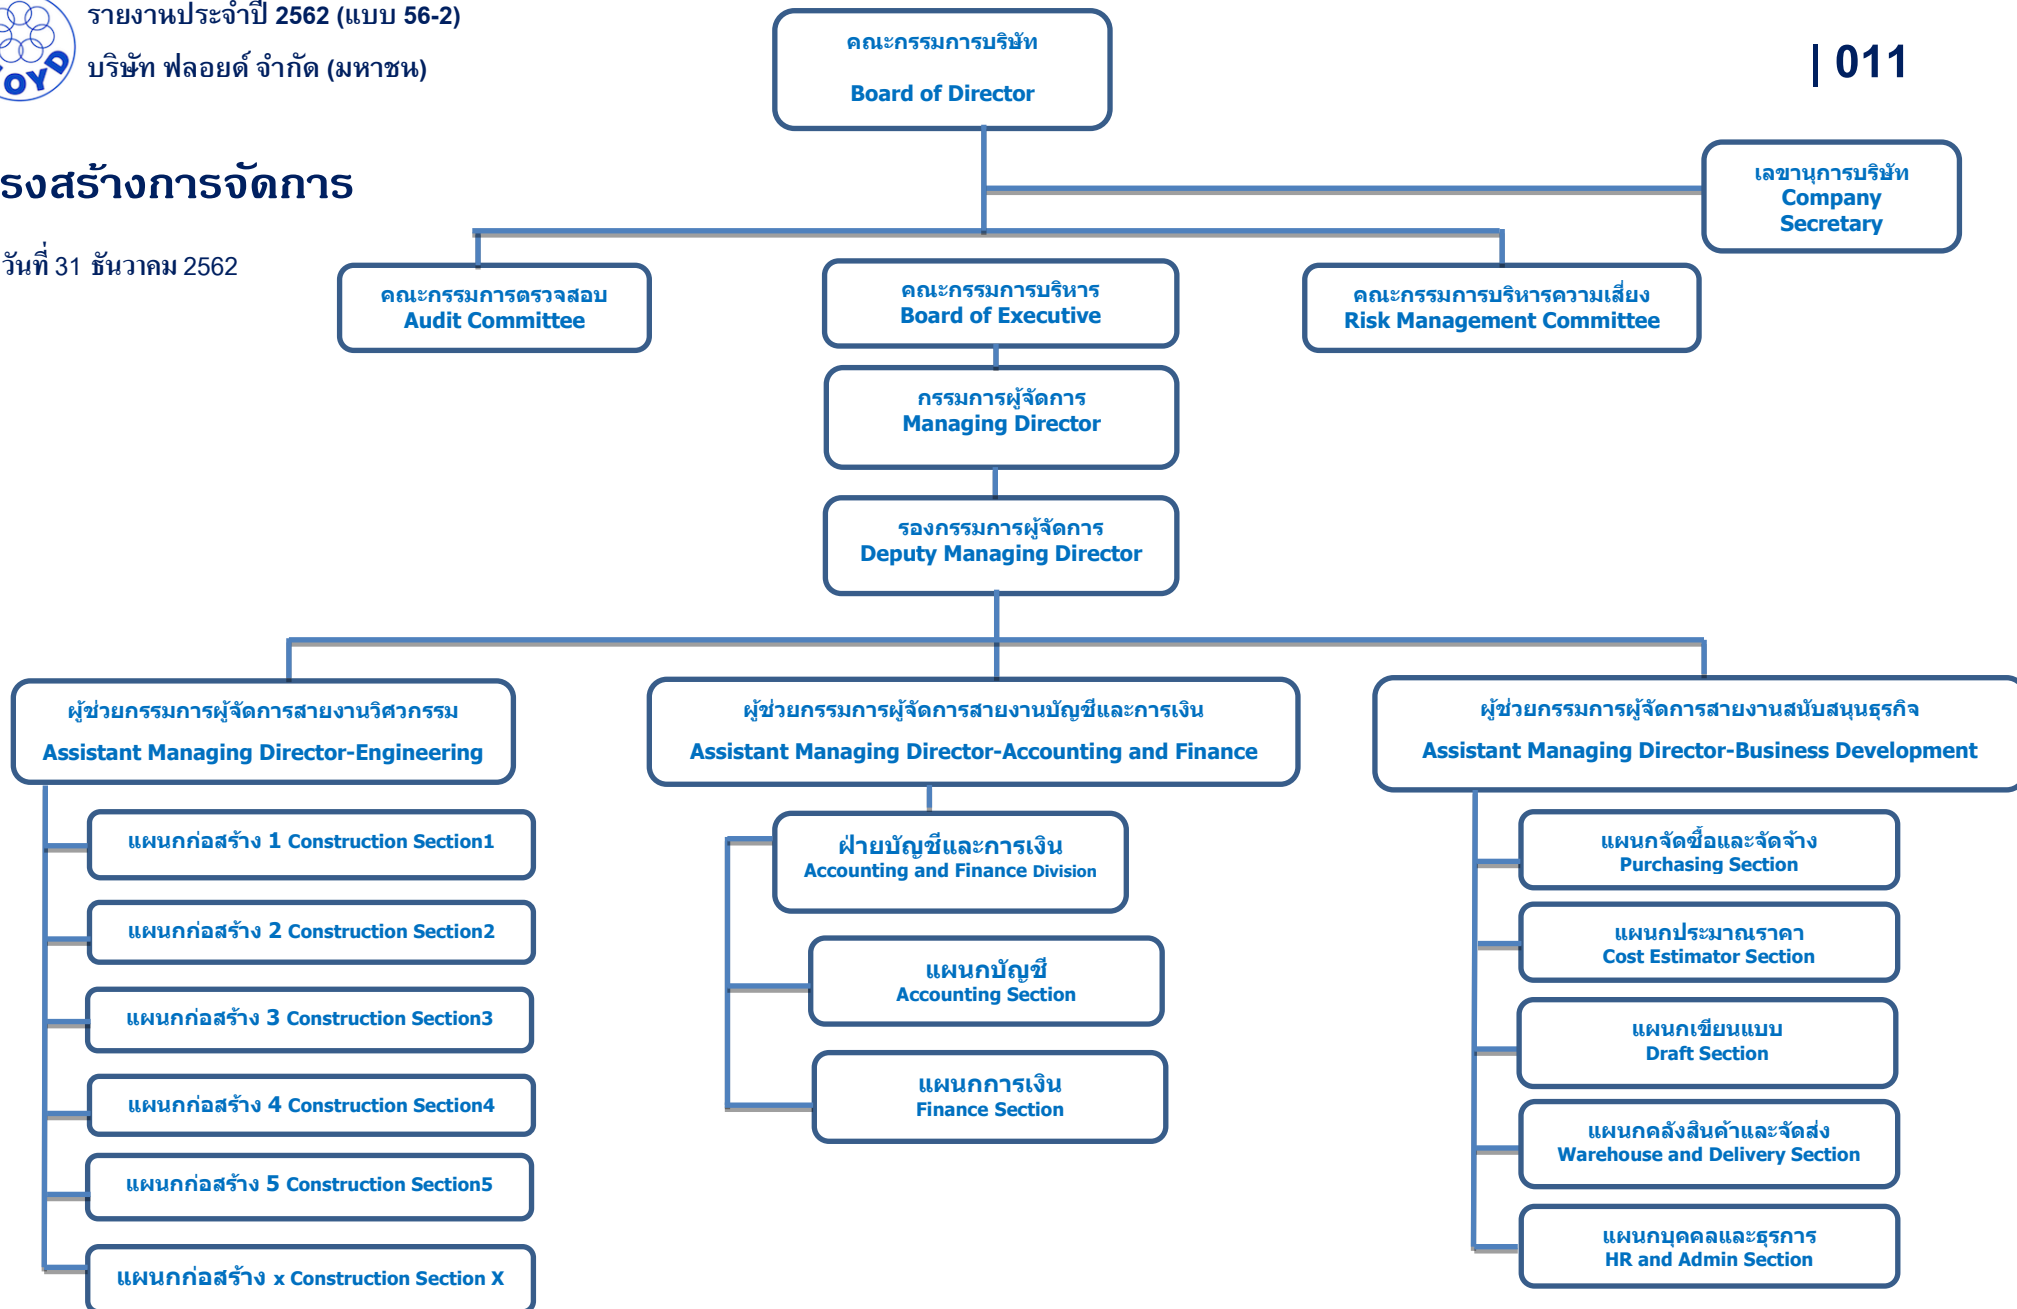 รายงานประจำปี 2562 (แบบ 56-2)
บริษัท ฟลอยด์ จำกัด (มหาชน)
| 011
รงสร้างการจัดการ
วันที่ 31 ธันวาคม 2562
คณะกรรมการบริษัท
Board of Director
เลขานุการบริษัท
Company
Secretary
คณะกรรมการตรวจสอบ
Audit Committee
คณะกรรมการบริหาร
Board of Executive
คณะกรรมการบริหารความเสี่ยง
Risk Management Committee
กรรมการผู้จัดการ
Managing Director
รองกรรมการผู้จัดการ
Deputy Managing Director
ผู้ช่วยกรรมการผู้จัดการสายงานวิศวกรรม
Assistant Managing Director-Engineering
แผนกก่อสร้าง 1 Construction Section1
แผนกก่อสร้าง 2 Construction Section2
แผนกก่อสร้าง 3 Construction Section3
แผนกก่อสร้าง 4 Construction Section4
แผนกก่อสร้าง 5 Construction Section5
แผนกก่อสร้าง x Construction Section X
ผู้ช่วยกรรมการผู้จัดการสายงานบัญชีและการเงิน
Assistant Managing Director-Accounting and Finance
ฝ่ายบัญชีและการเงิน
Accounting and Finance Division
แผนกบัญชี
Accounting Section
แผนกการเงิน
Finance Section
ผู้ช่วยกรรมการผู้จัดการสายงานสนับสนุนธุรกิจ
Assistant Managing Director-Business Development
แผนกจัดซื้อและจัดจ้าง
Purchasing Section
แผนกประมาณราคา
Cost Estimator Section
แผนกเขียนแบบ
Draft Section
แผนกคลังสินค้าและจัดส่ง
Warehouse and Delivery Section
แผนกบุคคลและธุรการ
HR and Admin Section